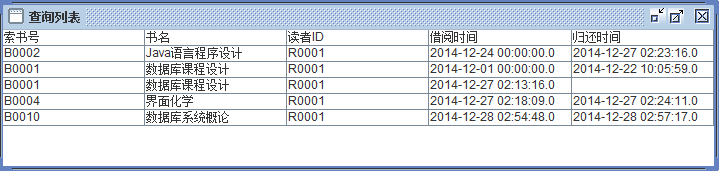 查询列表
索书号 书名 读者ID 借阅时间 归还时间
B0002 Java语言程序设计 R0001 2014-12-24 00:00:00.0 2014-12-27 02:23:16.0
B0001 数据库课程设计 R0001 2014-12-01 00:00:00.0 2014-12-22 10:05:59.0
B0001 数据库课程设计 R0001 2014-12-27 02:13:16.0
B0004 界面化学 R0001 2014-12-27 02:18:09.0 2014-12-27 02:24:11.0
B0010 数据库系统概论 R0001 2014-12-28 02:54:48.0 2014-12-28 02:57:17.0